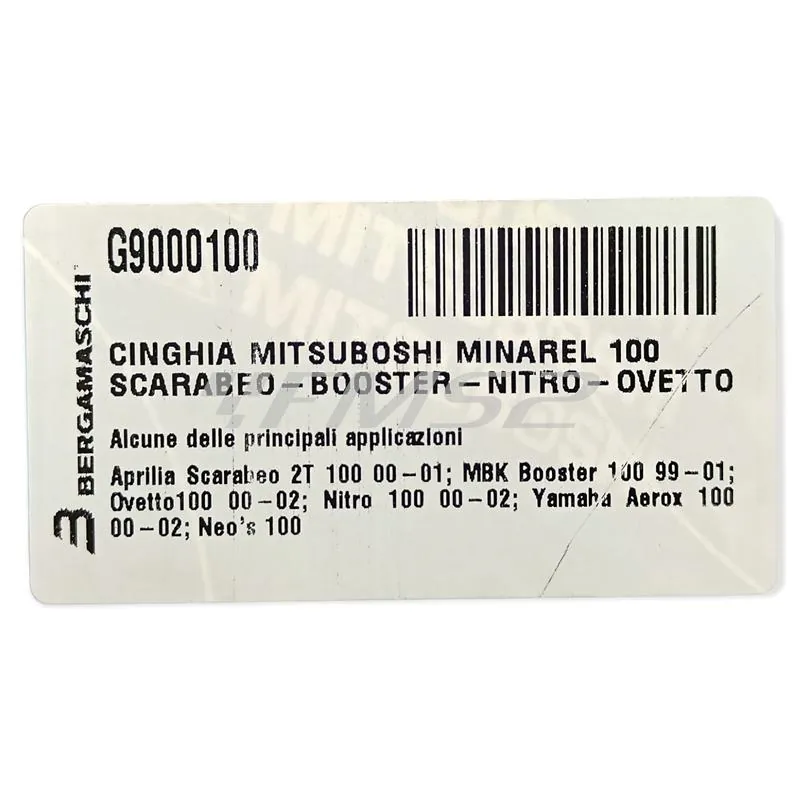 G9000100
BERGAMASCHI
CINGHIA MITSUBOSHI MINAREL 100
SCARABEO-BOOSTER-NITRO-OVETTO
FMS2
Alcune delle principali applicazioni
Aprilia Scarabeo 2T 100 00-01; MBK Booster 100 99-01;
Ovetto100 00-02; Nitro 100 00-02; Yamaha Aerox 100
00-02; Neo's 100